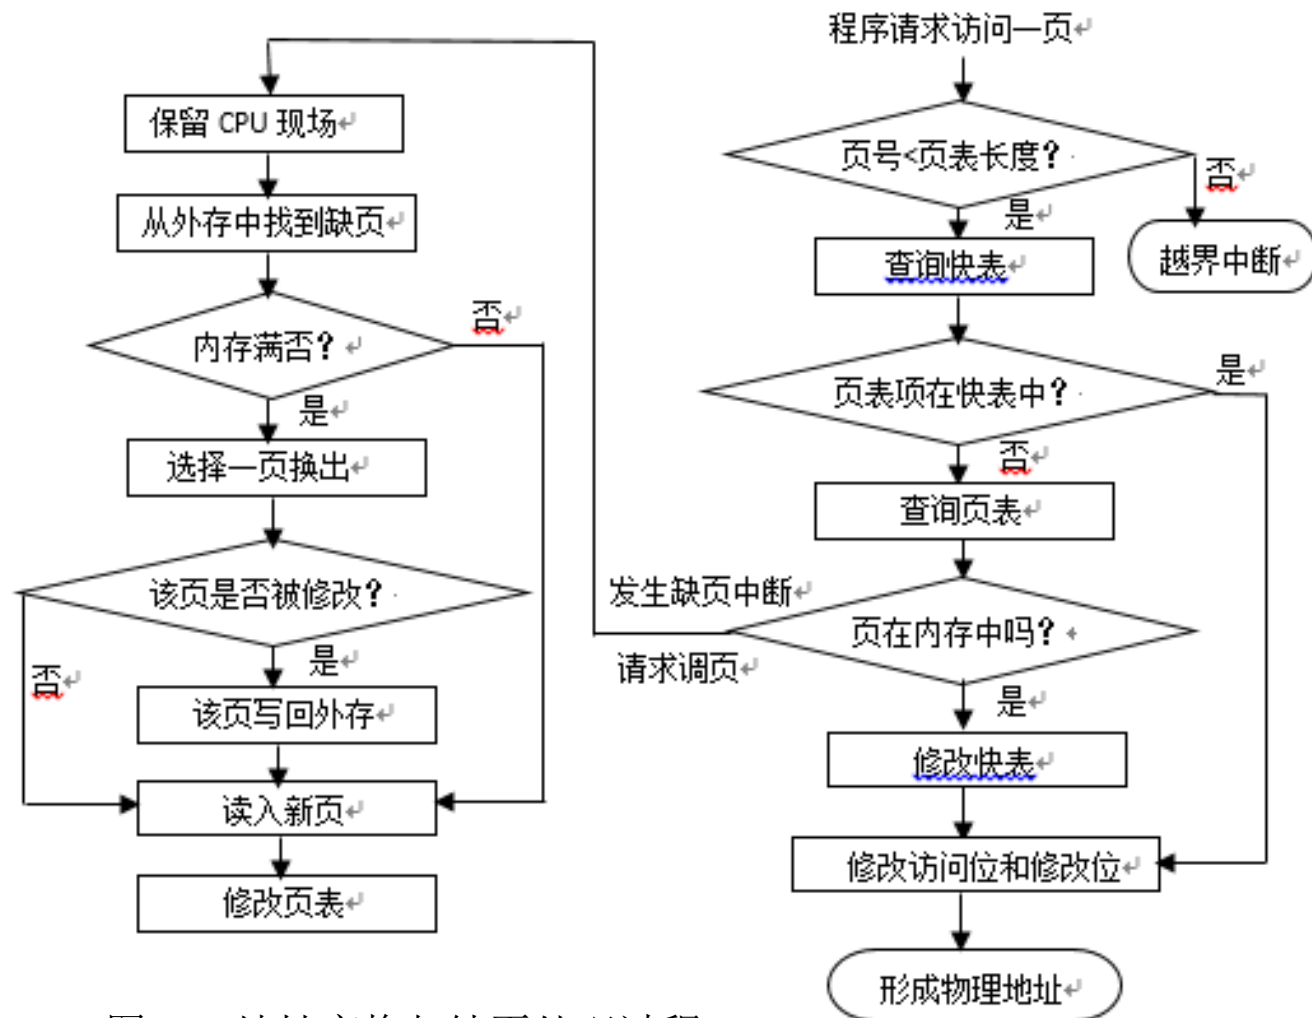 程序请求访问一页
页号<页表长度?
否
越界中断
是
查询快表
页表项在快表中?
是
否
查询页表
页在内存中吗?
发生缺页中断
请求调页
是
修改快表
修改访问位和修改位
形成物理地址
保留 CPU 现场
从外存中找到缺页
内存满否?
否
是
选择一页换出
该页是否被修改?
否
是
该页写回外存
读入新页
修改页表